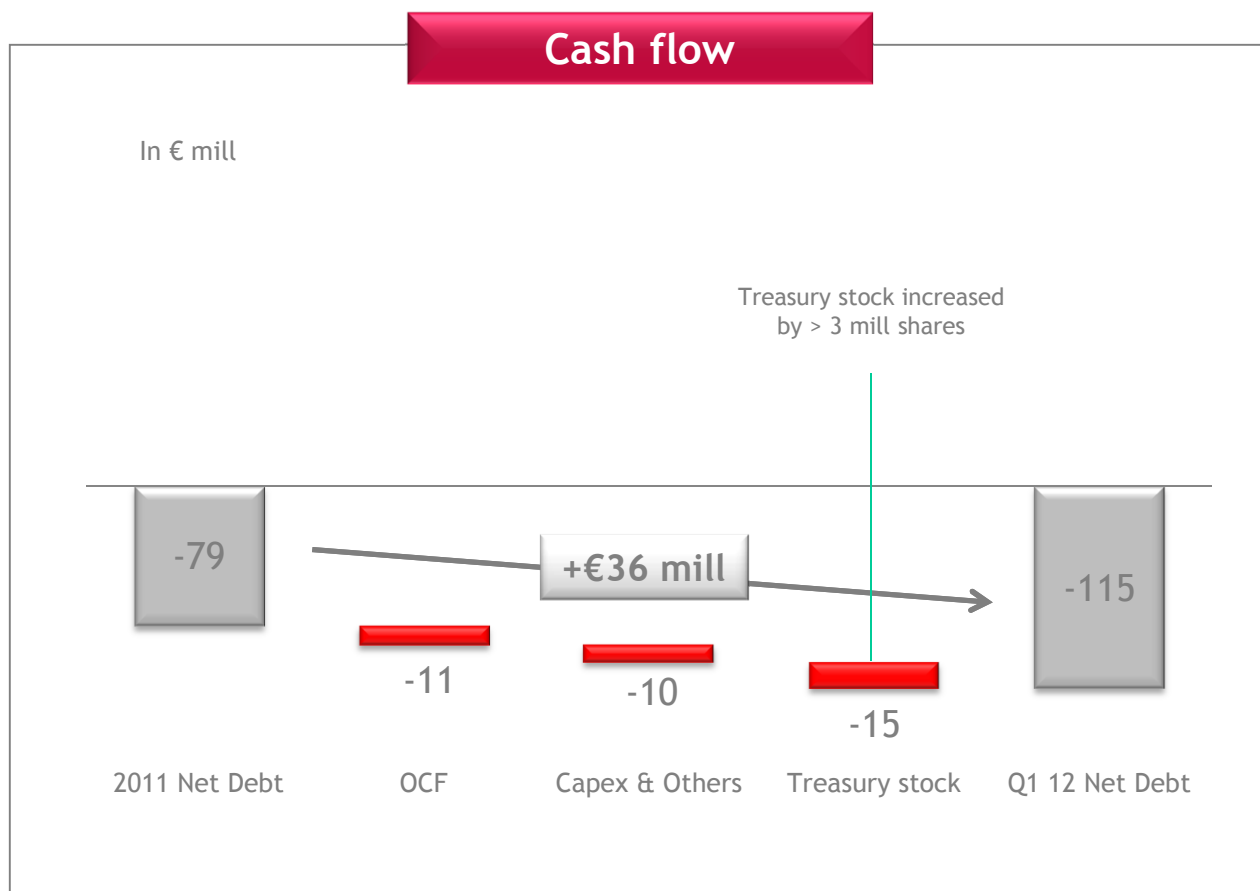 Cash flow
In € mill
Treasury stock increased
by > 3 mill shares
-79
+€36 mill
-115
-11
-10
-15
2011 Net Debt
OCF
Capex & Others
Treasury stock
Q1 12 Net Debt